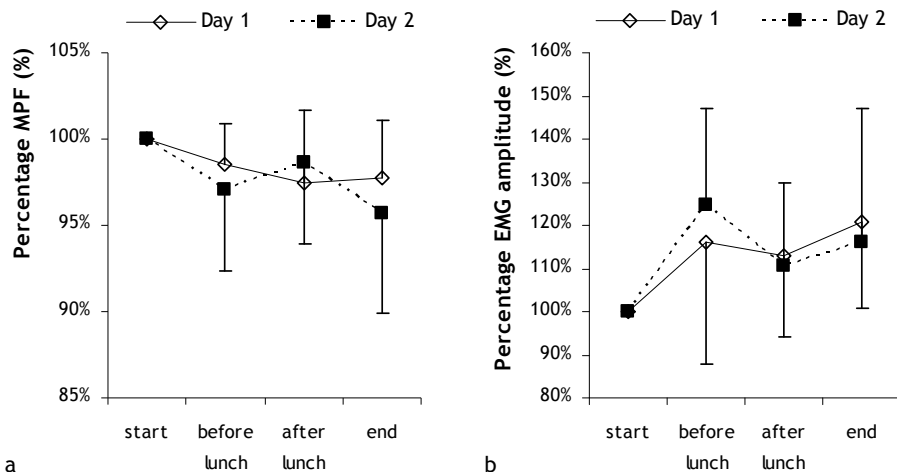 Day 1 Day 2
Percentage MPF (%)
105%
100%
95%
90%
85%
start before lunch after lunch end
a
Day 1 Day 2
Percentage EMG amplitude (%)
160%
150%
140%
130%
120%
110%
100%
90%
80%
start before lunch after lunch end
b